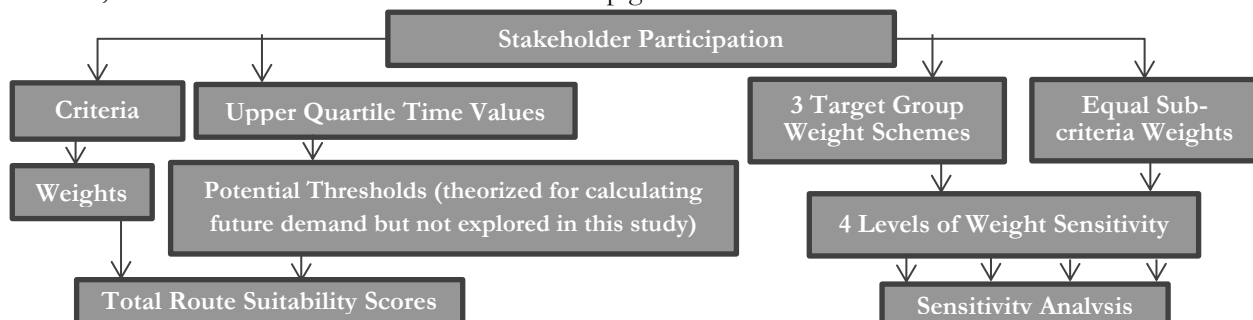 Stakeholder Participation
Criteria
Upper Quartile Time Values
3 Target Group
Weight Schemes
Equal Sub-
criteria Weights
Weights
Potential Thresholds (theorized for calculating
future demand but not explored in this study)
4 Levels of Weight Sensitivity
Total Route Suitability Scores
Sensitivity Analysis